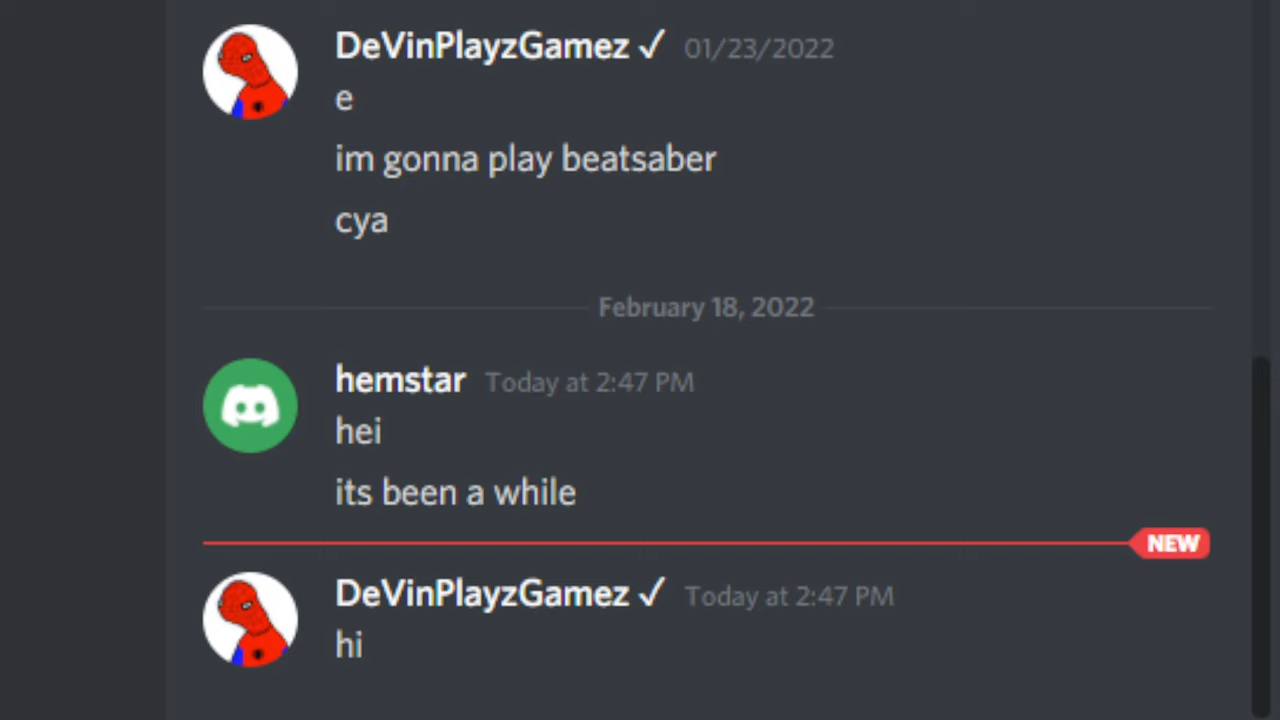 DeVinPlayzGamez ✓ 01/23/2022
e
im gonna play beatsaber
cya
February 18, 2022
hemstar Today at 2:47 PM
hei
its been a while
NEW
DeVinPlayzGamez ✓ Today at 2:47 PM
hi